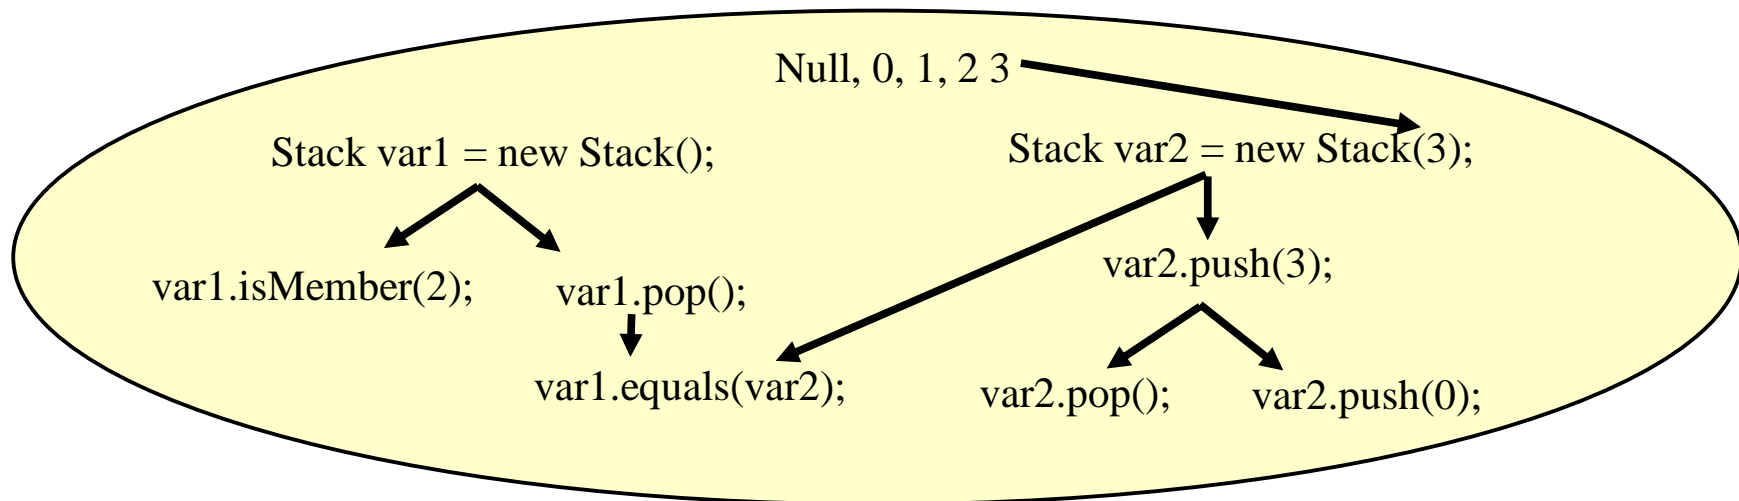 Null, 0, 1, 2 3
Stack var1 = new Stack();
Stack var2 = new Stack(3);
var1.isMember(2);
var1.pop();
var2.push(3);
var1.equals(var2);
var2.pop();
var2.push(0);